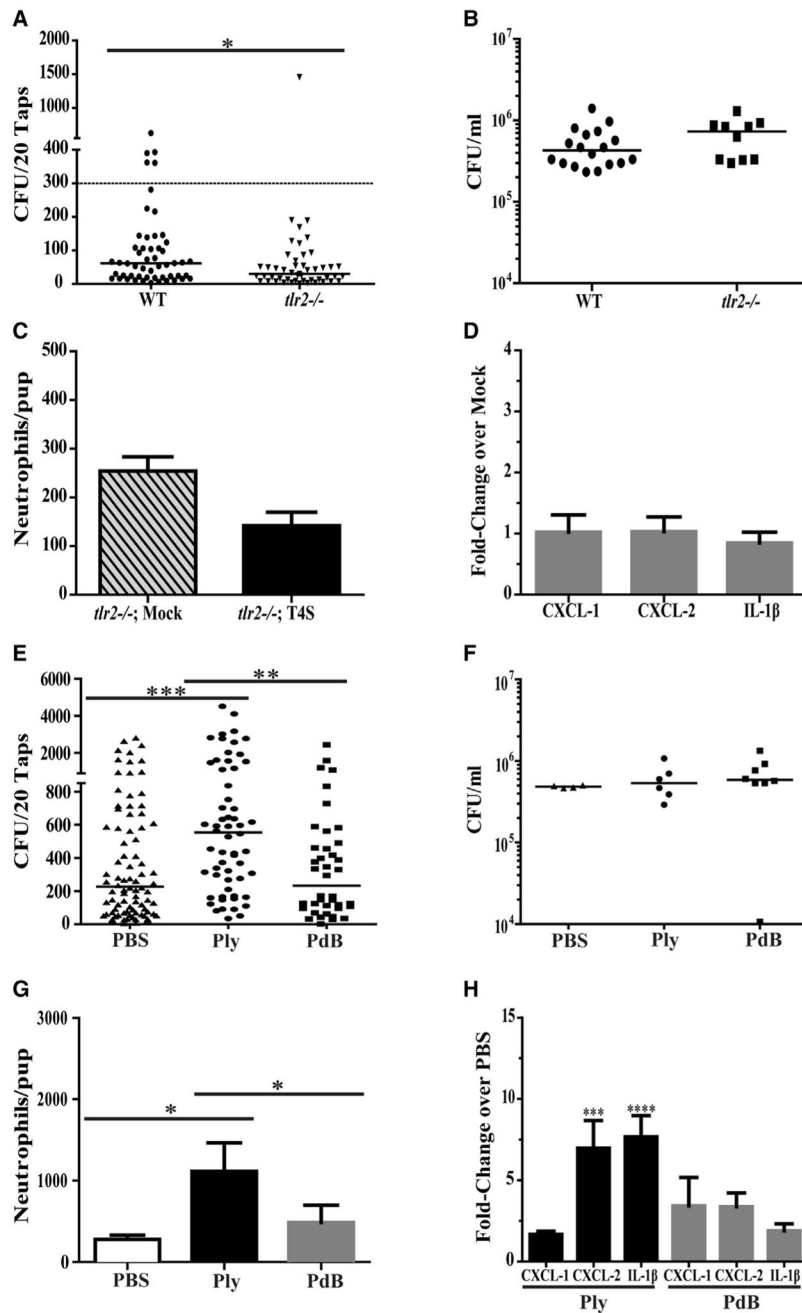 A
*
CFU/20 Taps
2000
1500
1000
500
400
300
200
100
0
WT
tlr2-/-
B
CFU/ml
10⁷
10⁶
10⁵
10⁴
WT
tlr2-/-
C
Neutrophils/pup
500
400
300
200
100
0
tlr2-/-; Mock
tlr2-/-; T4S
D
Fold-Change over Mock
4
3
2
1
0
CXCL-1
CXCL-2
IL-1β
E
***
**
CFU/20 Taps
6000
4000
2000
800
600
400
200
0
PBS
Ply
PdB
F
CFU/ml
10⁷
10⁶
10⁵
10⁴
PBS
Ply
PdB
G
*
*
Neutrophils/pup
3000
2000
1000
0
PBS
Ply
PdB
H
Fold-Change over PBS
15
10
5
0
***
****
CXCL-1 CXCL-2 IL-1β CXCL-1 CXCL-2 IL-1β
Ply
PdB